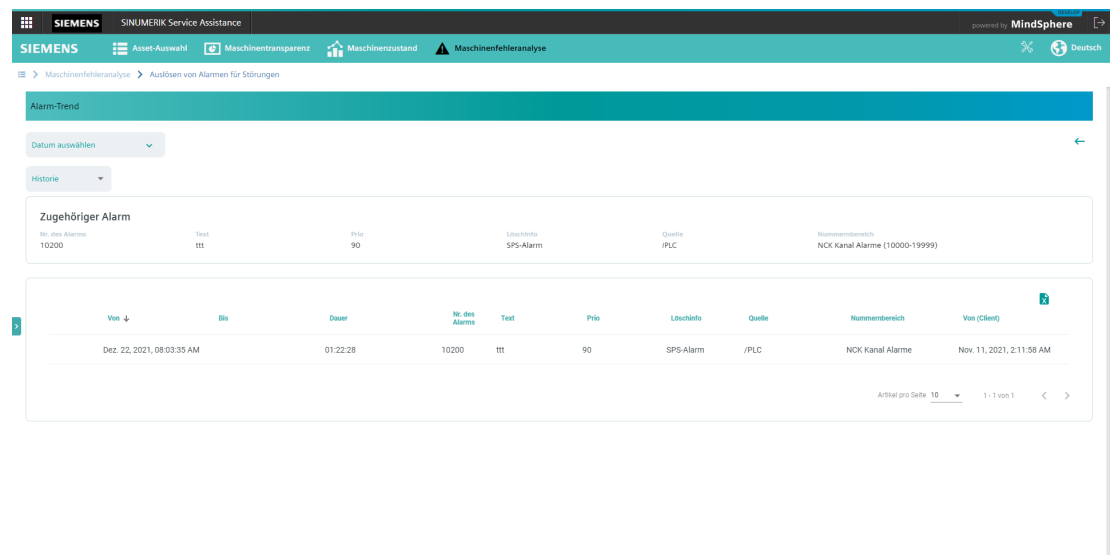 SIEMENS SINUMERIK Service Assistance powered by MindSphere
SIEMENS Asset-Auswahl Maschinentransparenz Maschinenzustand Maschinenfehleranalyse Deutsch
Maschinenfehleranalyse Auslösen von Alarmen für Störungen
Alarm-Trend
Datum auswählen
Historie
Zugehöriger Alarm
Nr. des Alarms Text Prio Löschinfo Quelle Nummernbereich
10200 ttt 90 SPS-Alarm /PLC NCK Kanal Alarme (10000-19999)
Von Bis Dauer Nr. des Alarms Text Prio Löschinfo Quelle Nummernbereich Von (Client)
Dez. 22, 2021, 08:03:35 AM 01:22:28 10200 ttt 90 SPS-Alarm /PLC NCK Kanal Alarme Nov. 11, 2021, 2:11:58 AM
Artikel pro Seite 10 1 - 1 von 1